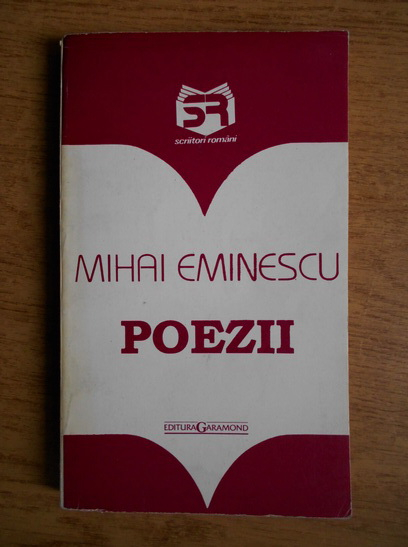 SR
scriitori români
MIHAI EMINESCU
POEZII
EDITURA GARAMOND